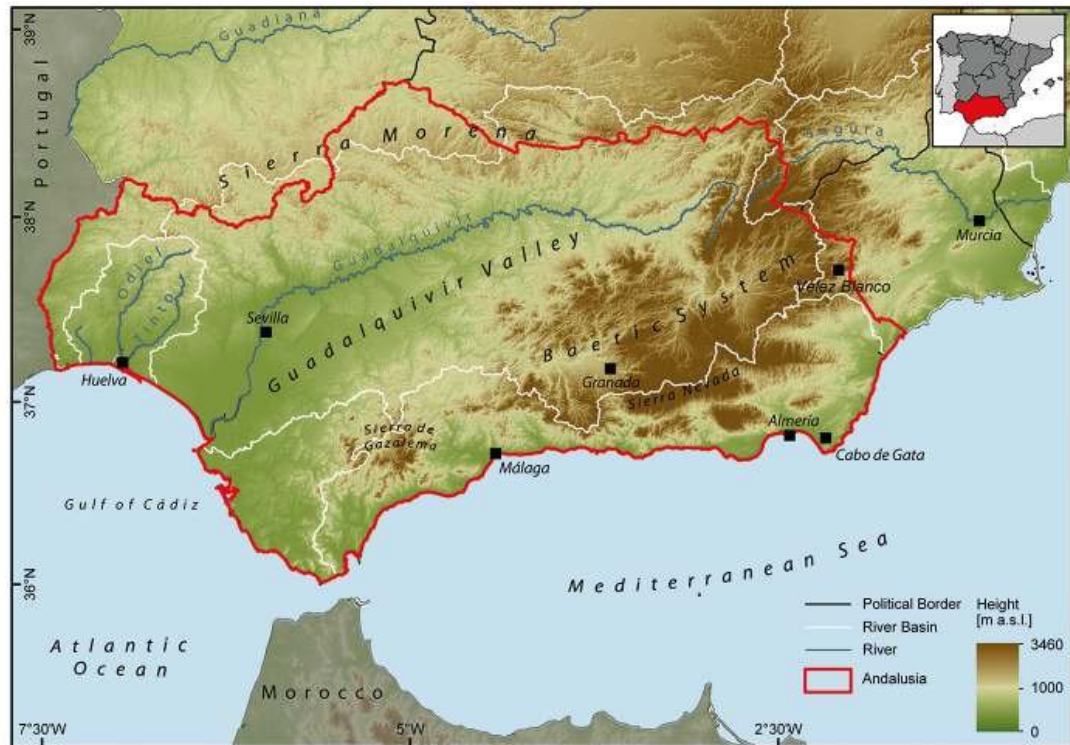 39°N
38°N
37°N
36°N
7°30'W
5°W
2°30'W
Portugal
Guadiana
Sierra Morena
Segura
Murcia
Guadalquivir
Guadalquivir Valley
Odiel
Tinto
Sevilla
Huelva
Baetic System
Vélez Blanco
Granada
Sierra Nevada
Almería
Cabo de Gata
Sierra de
Gazalema
Málaga
Gulf of Cádiz
Mediterranean Sea
Atlantic
Ocean
Morocco
Political Border
River Basin
River
Andalusia
Height
[m a.s.l.]
3460
1000
0